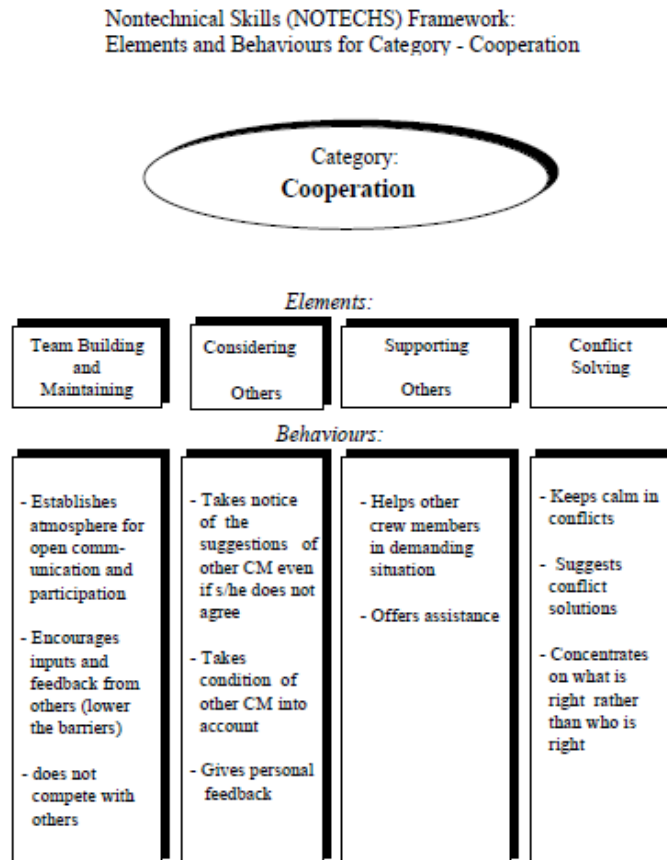 Nontechnical Skills (NOTECHS) Framework:
Elements and Behaviours for Category - Cooperation
Category:
Cooperation
Elements:
Team Building
and
Maintaining
Considering
Others
Supporting
Others
Conflict
Solving
Behaviours:
- Establishes
atmosphere for
open comm-
unication and
participation
- Encourages
inputs and
feedback from
others (lower
the barriers)
- does not
compete with
others
- Takes notice
of the
suggestions of
other CM even
if s/he does not
agree
- Takes
condition of
other CM into
account
- Gives personal
feedback
- Helps other
crew members
in demanding
situation
- Offers assistance
- Keeps calm in
conflicts
- Suggests
conflict
solutions
- Concentrates
on what is
right rather
than who is
right